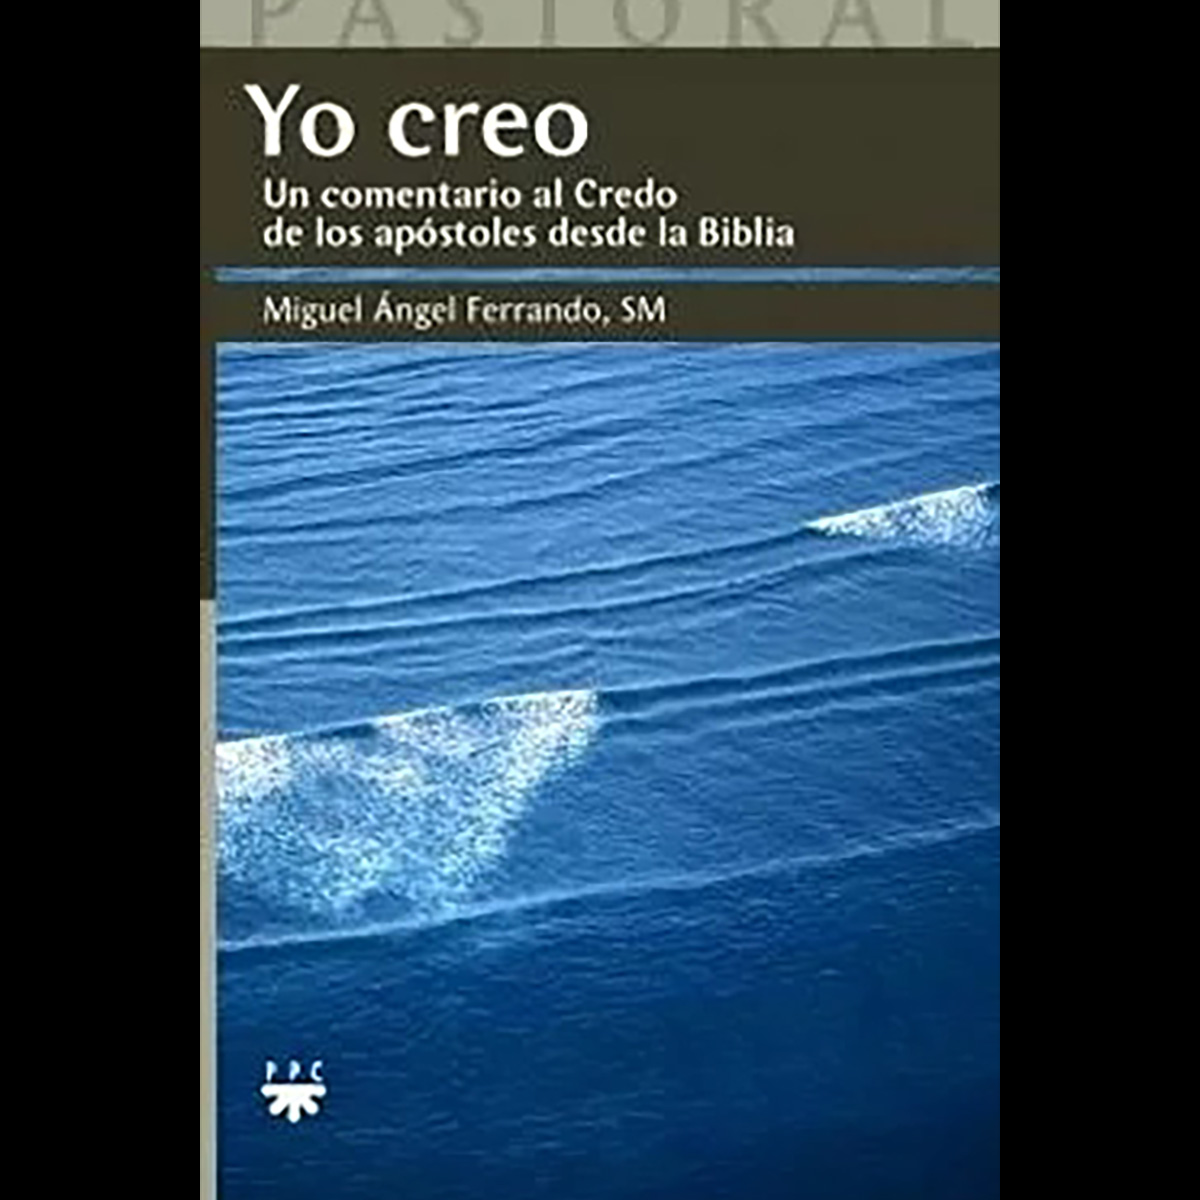 PASTORAL
Yo creo
Un comentario al Credo
de los apóstoles desde la Biblia
Miguel Ángel Ferrando, SM
PPC